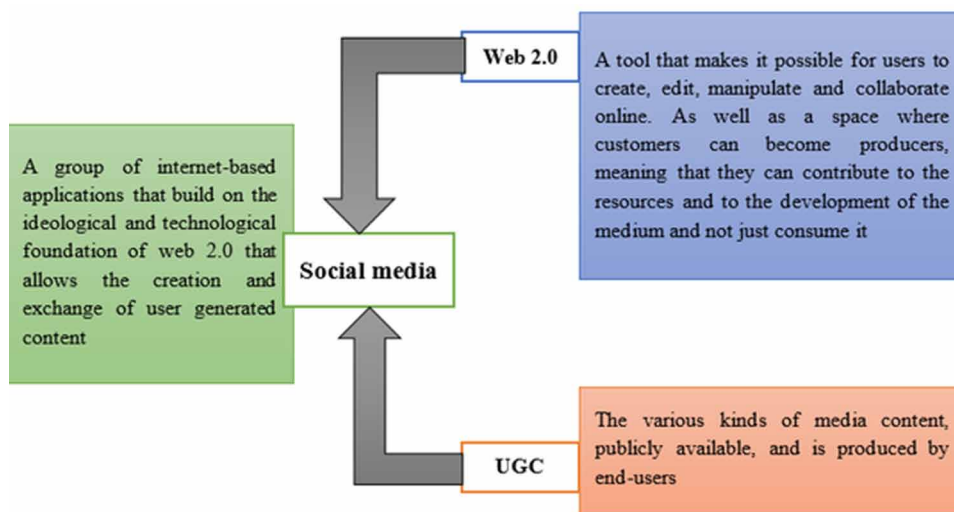 Web 2.0
A tool that makes it possible for users to
create, edit, manipulate and collaborate
online. As well as a space where
customers can become producers,
meaning that they can contribute to the
resources and to the development of the
medium and not just consume it
A group of internet-based
applications that build on the
ideological and technological
foundation of web 2.0 that
allows the creation and
exchange of user generated
content
Social media
UGC
The various kinds of media content,
publicly available, and is produced by
end-users